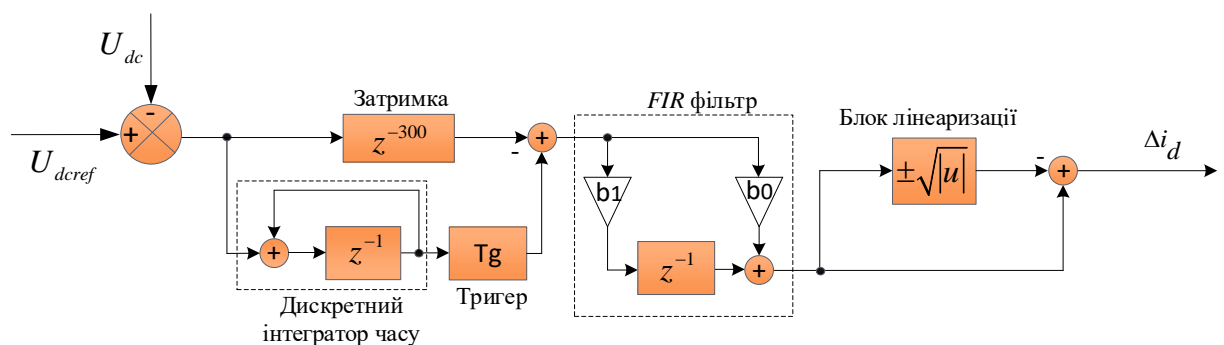 U_dc
-
+
U_dcref
Затримка
z^-300
-
+
FIR фільтр
b1
b0
z^-1
+
Блок лінеаризації
±√|u|
-
+
Δi_d
+
z^-1
Tg
Тригер
Дискретний
інтегратор часу